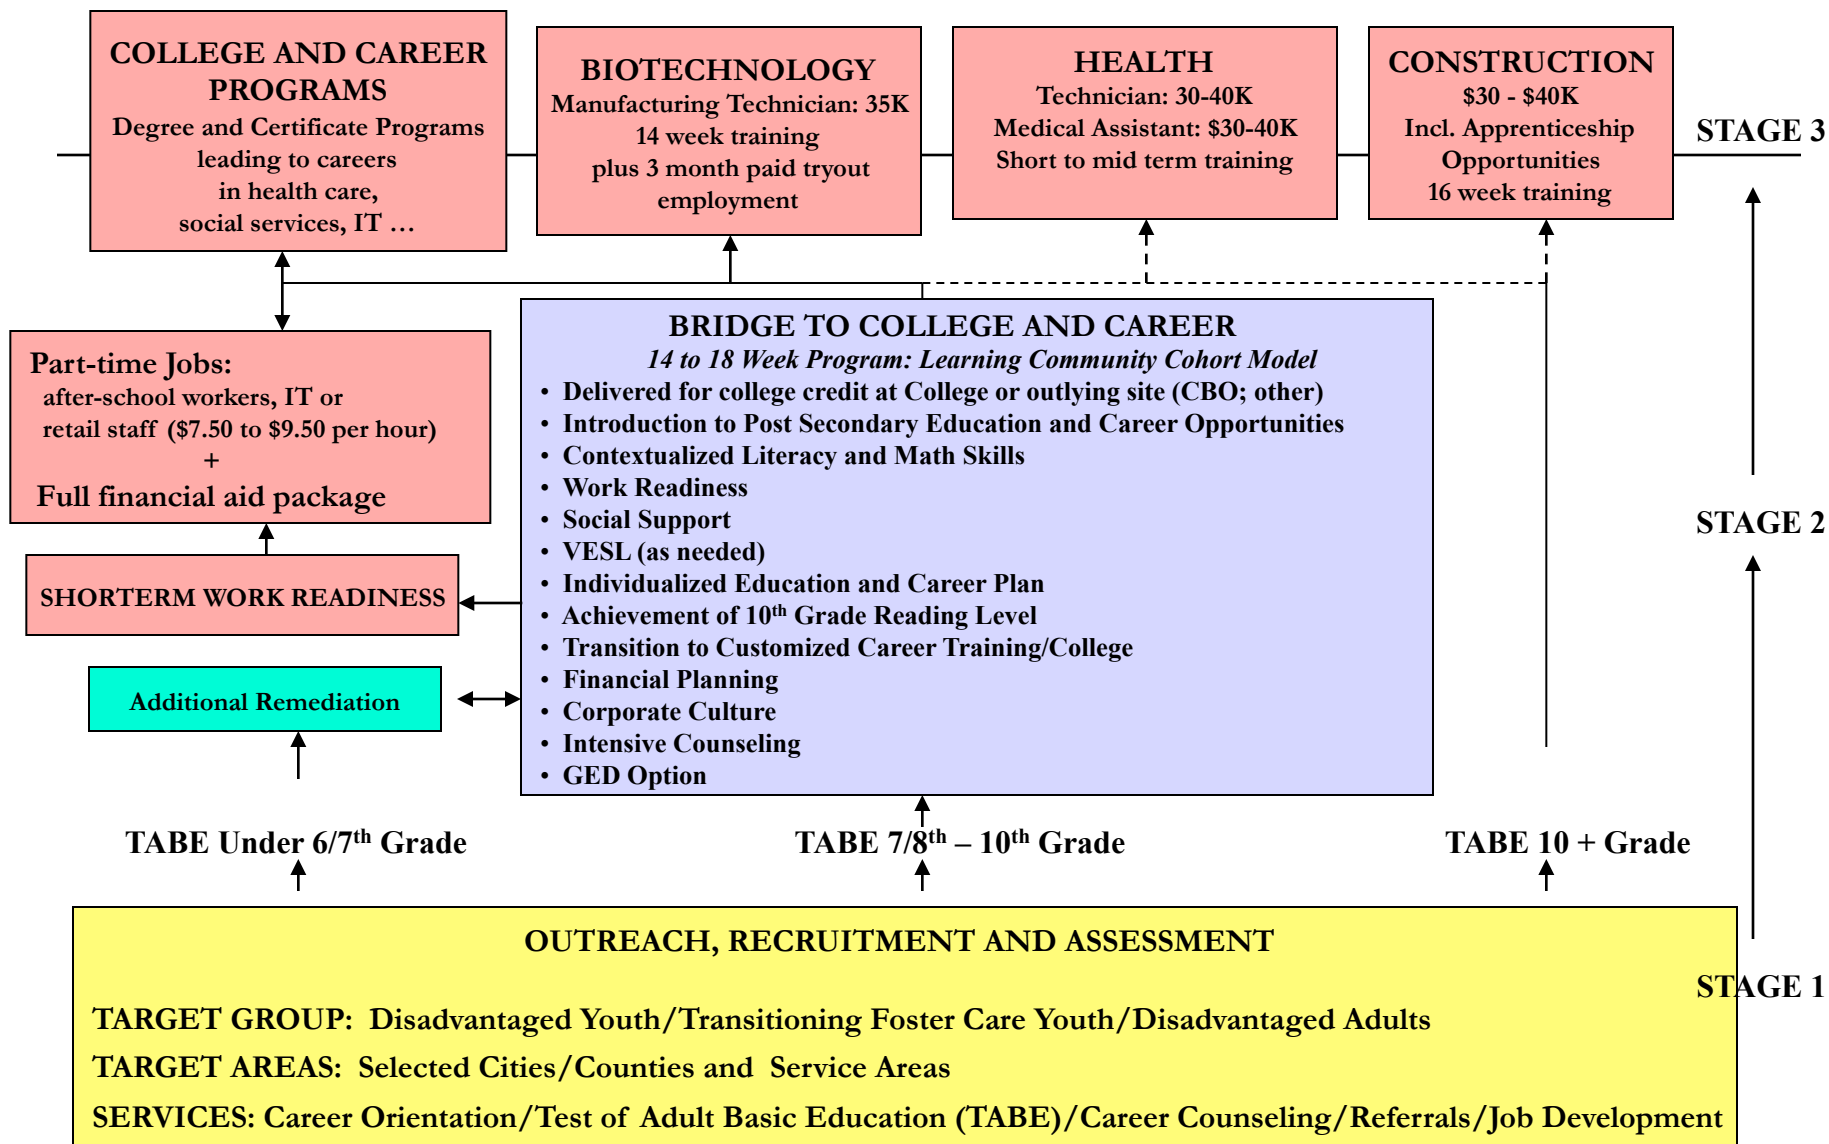 COLLEGE AND CAREER
PROGRAMS
Degree and Certificate Programs
leading to careers
in health care,
social services, IT …
BIOTECHNOLOGY
Manufacturing Technician: 35K
14 week training
plus 3 month paid tryout
employment
HEALTH
Technician: 30-40K
Medical Assistant: $30-40K
Short to mid term training
CONSTRUCTION
$30 - $40K
Incl. Apprenticeship
Opportunities
16 week training
STAGE 3
Part-time Jobs:
after-school workers, IT or
retail staff ($7.50 to $9.50 per hour)
+
Full financial aid package
SHORTERM WORK READINESS
Additional Remediation
BRIDGE TO COLLEGE AND CAREER
14 to 18 Week Program: Learning Community Cohort Model
• Delivered for college credit at College or outlying site (CBO; other)
• Introduction to Post Secondary Education and Career Opportunities
• Contextualized Literacy and Math Skills
• Work Readiness
• Social Support
• VESL (as needed)
• Individualized Education and Career Plan
• Achievement of 10th Grade Reading Level
• Transition to Customized Career Training/College
• Financial Planning
• Corporate Culture
• Intensive Counseling
• GED Option
STAGE 2
TABE Under 6/7th Grade
TABE 7/8th – 10th Grade
TABE 10 + Grade
OUTREACH, RECRUITMENT AND ASSESSMENT
STAGE 1
TARGET GROUP: Disadvantaged Youth/Transitioning Foster Care Youth/Disadvantaged Adults
TARGET AREAS: Selected Cities/Counties and Service Areas
SERVICES: Career Orientation/Test of Adult Basic Education (TABE)/Career Counseling/Referrals/Job Development